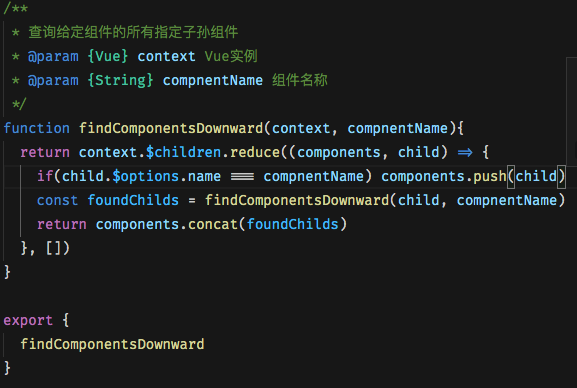 /**
 * 查询给定组件的所有指定子孙组件
 * @param {Vue} context Vue实例
 * @param {String} compnentName 组件名称
 */
function findComponentsDownward(context, compnentName){
  return context.$children.reduce((components, child) => {
    if(child.$options.name === compnentName) components.push(child)
    const foundChilds = findComponentsDownward(child, compnentName)
    return components.concat(foundChilds)
  }, [])
}
export {
  findComponentsDownward
}